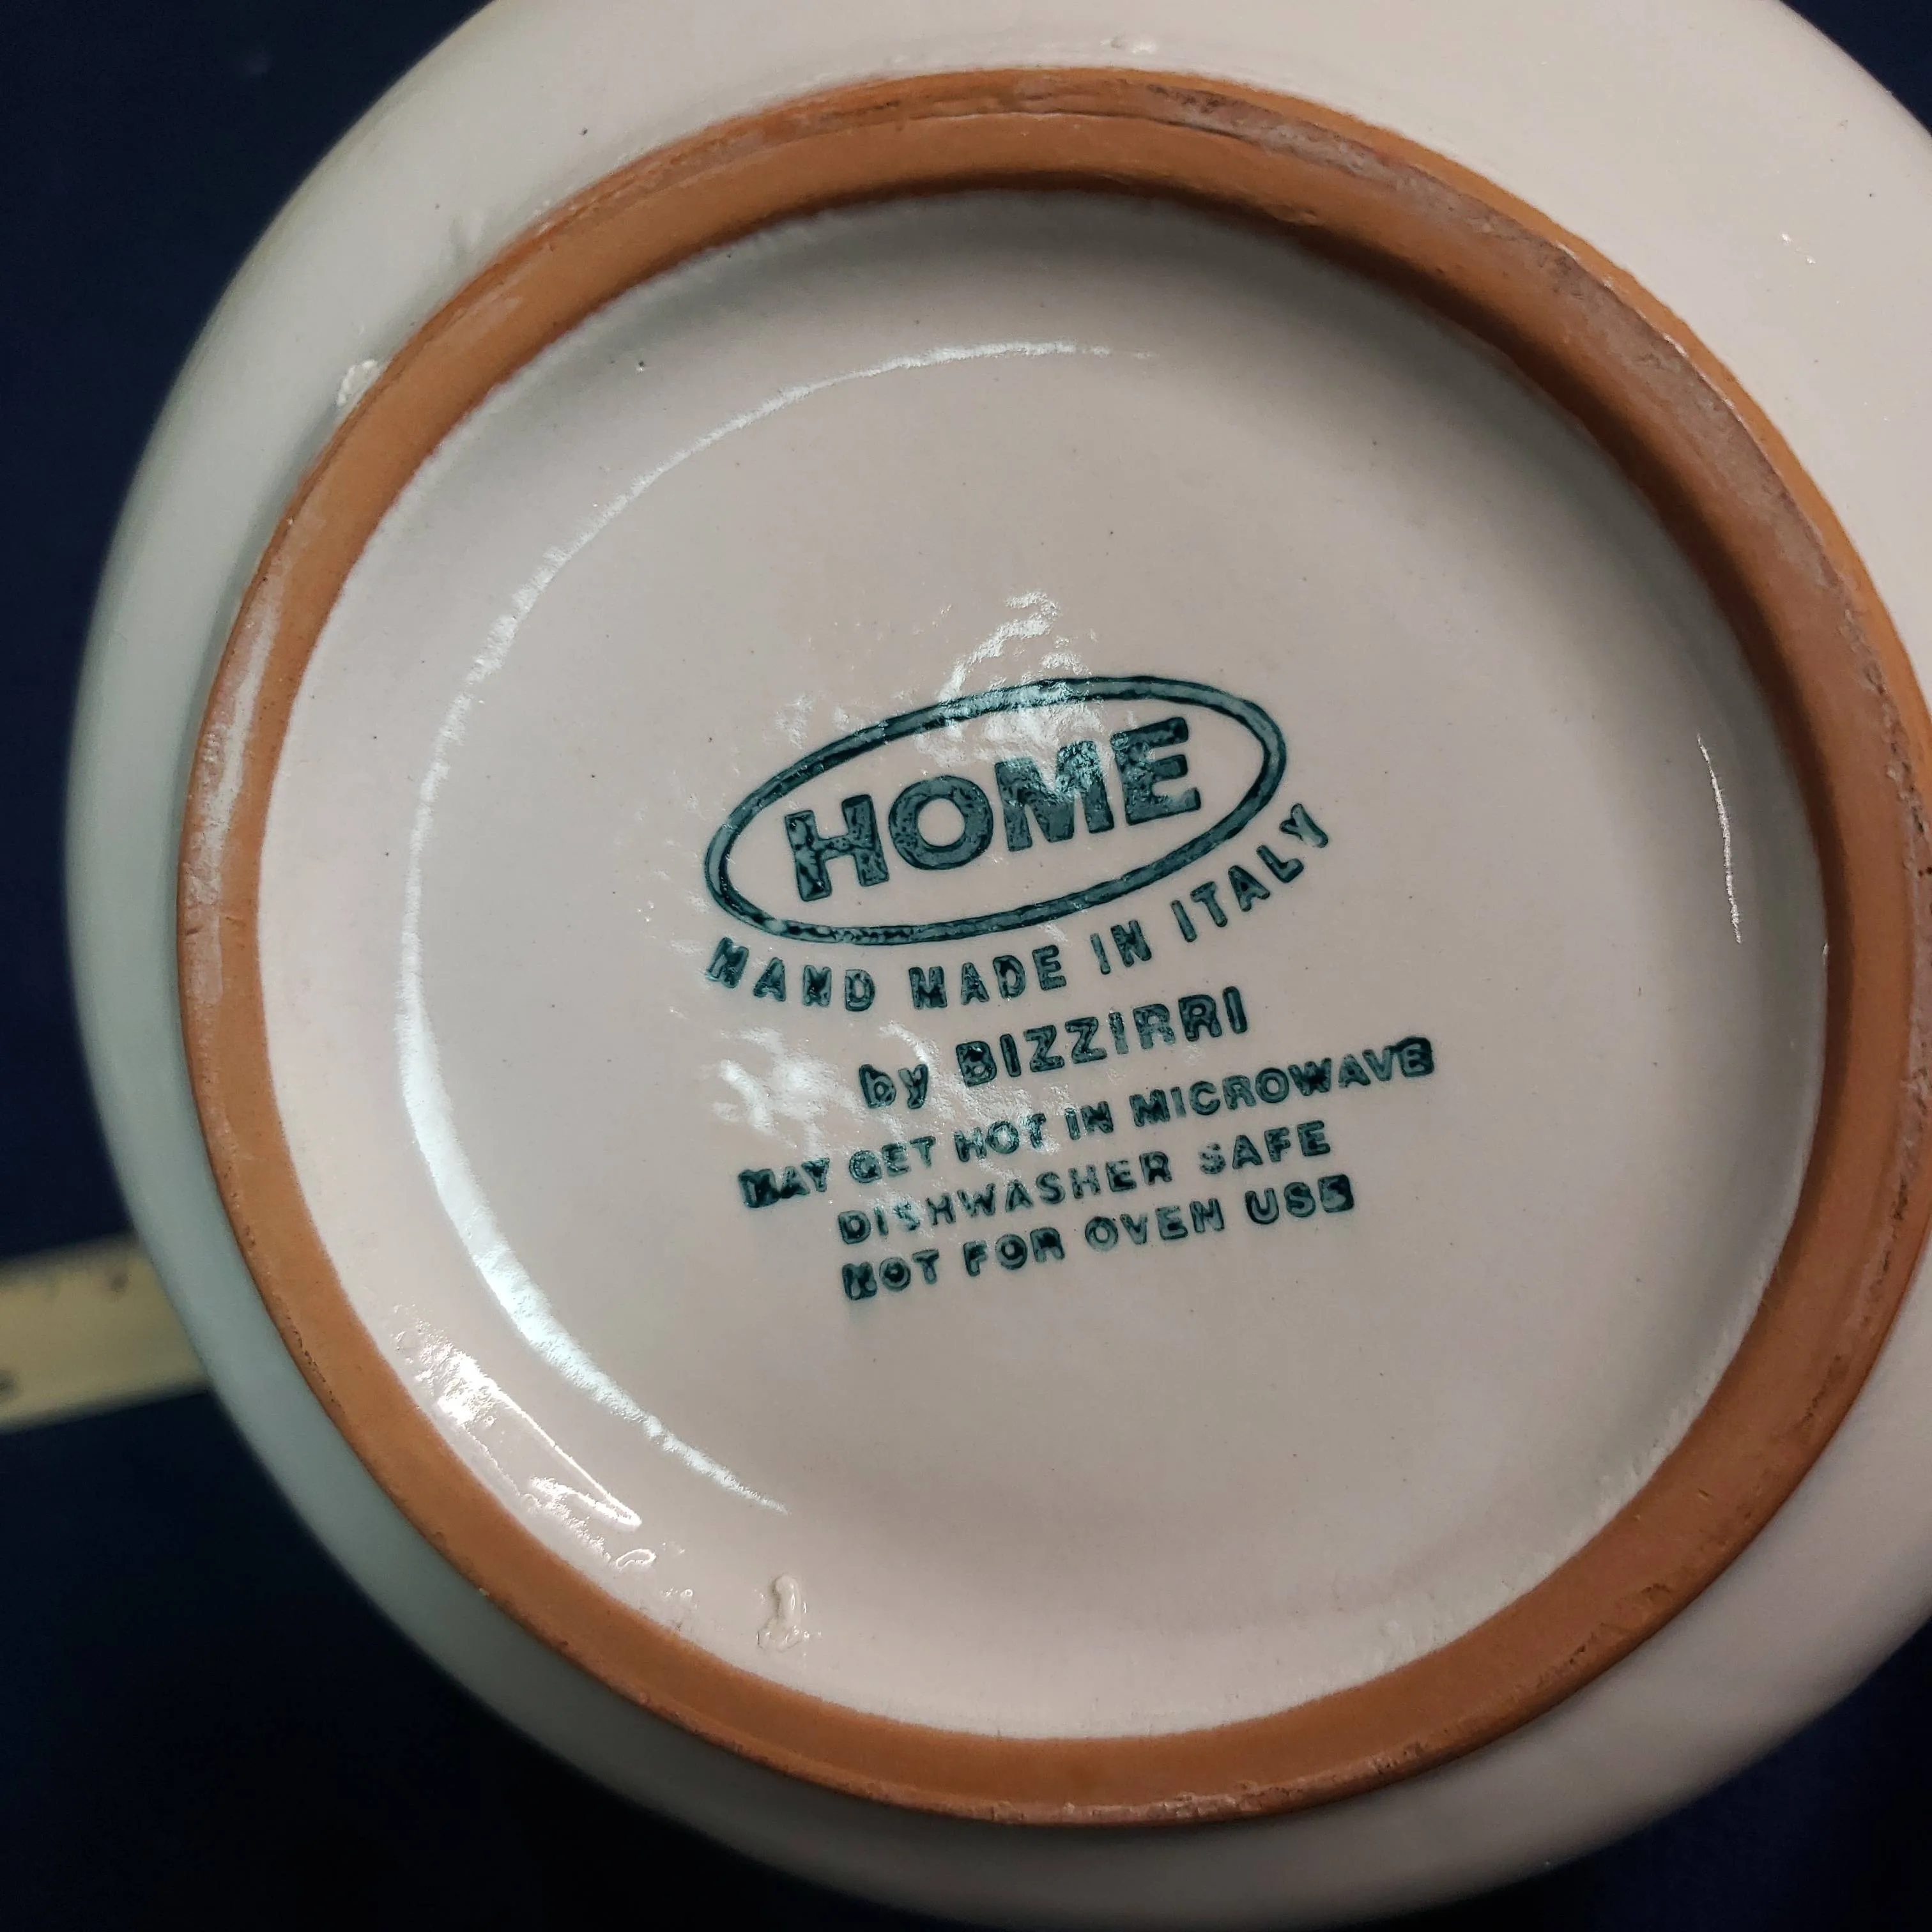 HOME
HAND MADE IN ITALY
by BIZZIRRI
MAY GET HOT IN MICROWAVE
DISHWASHER SAFE
NOT FOR OVEN USE